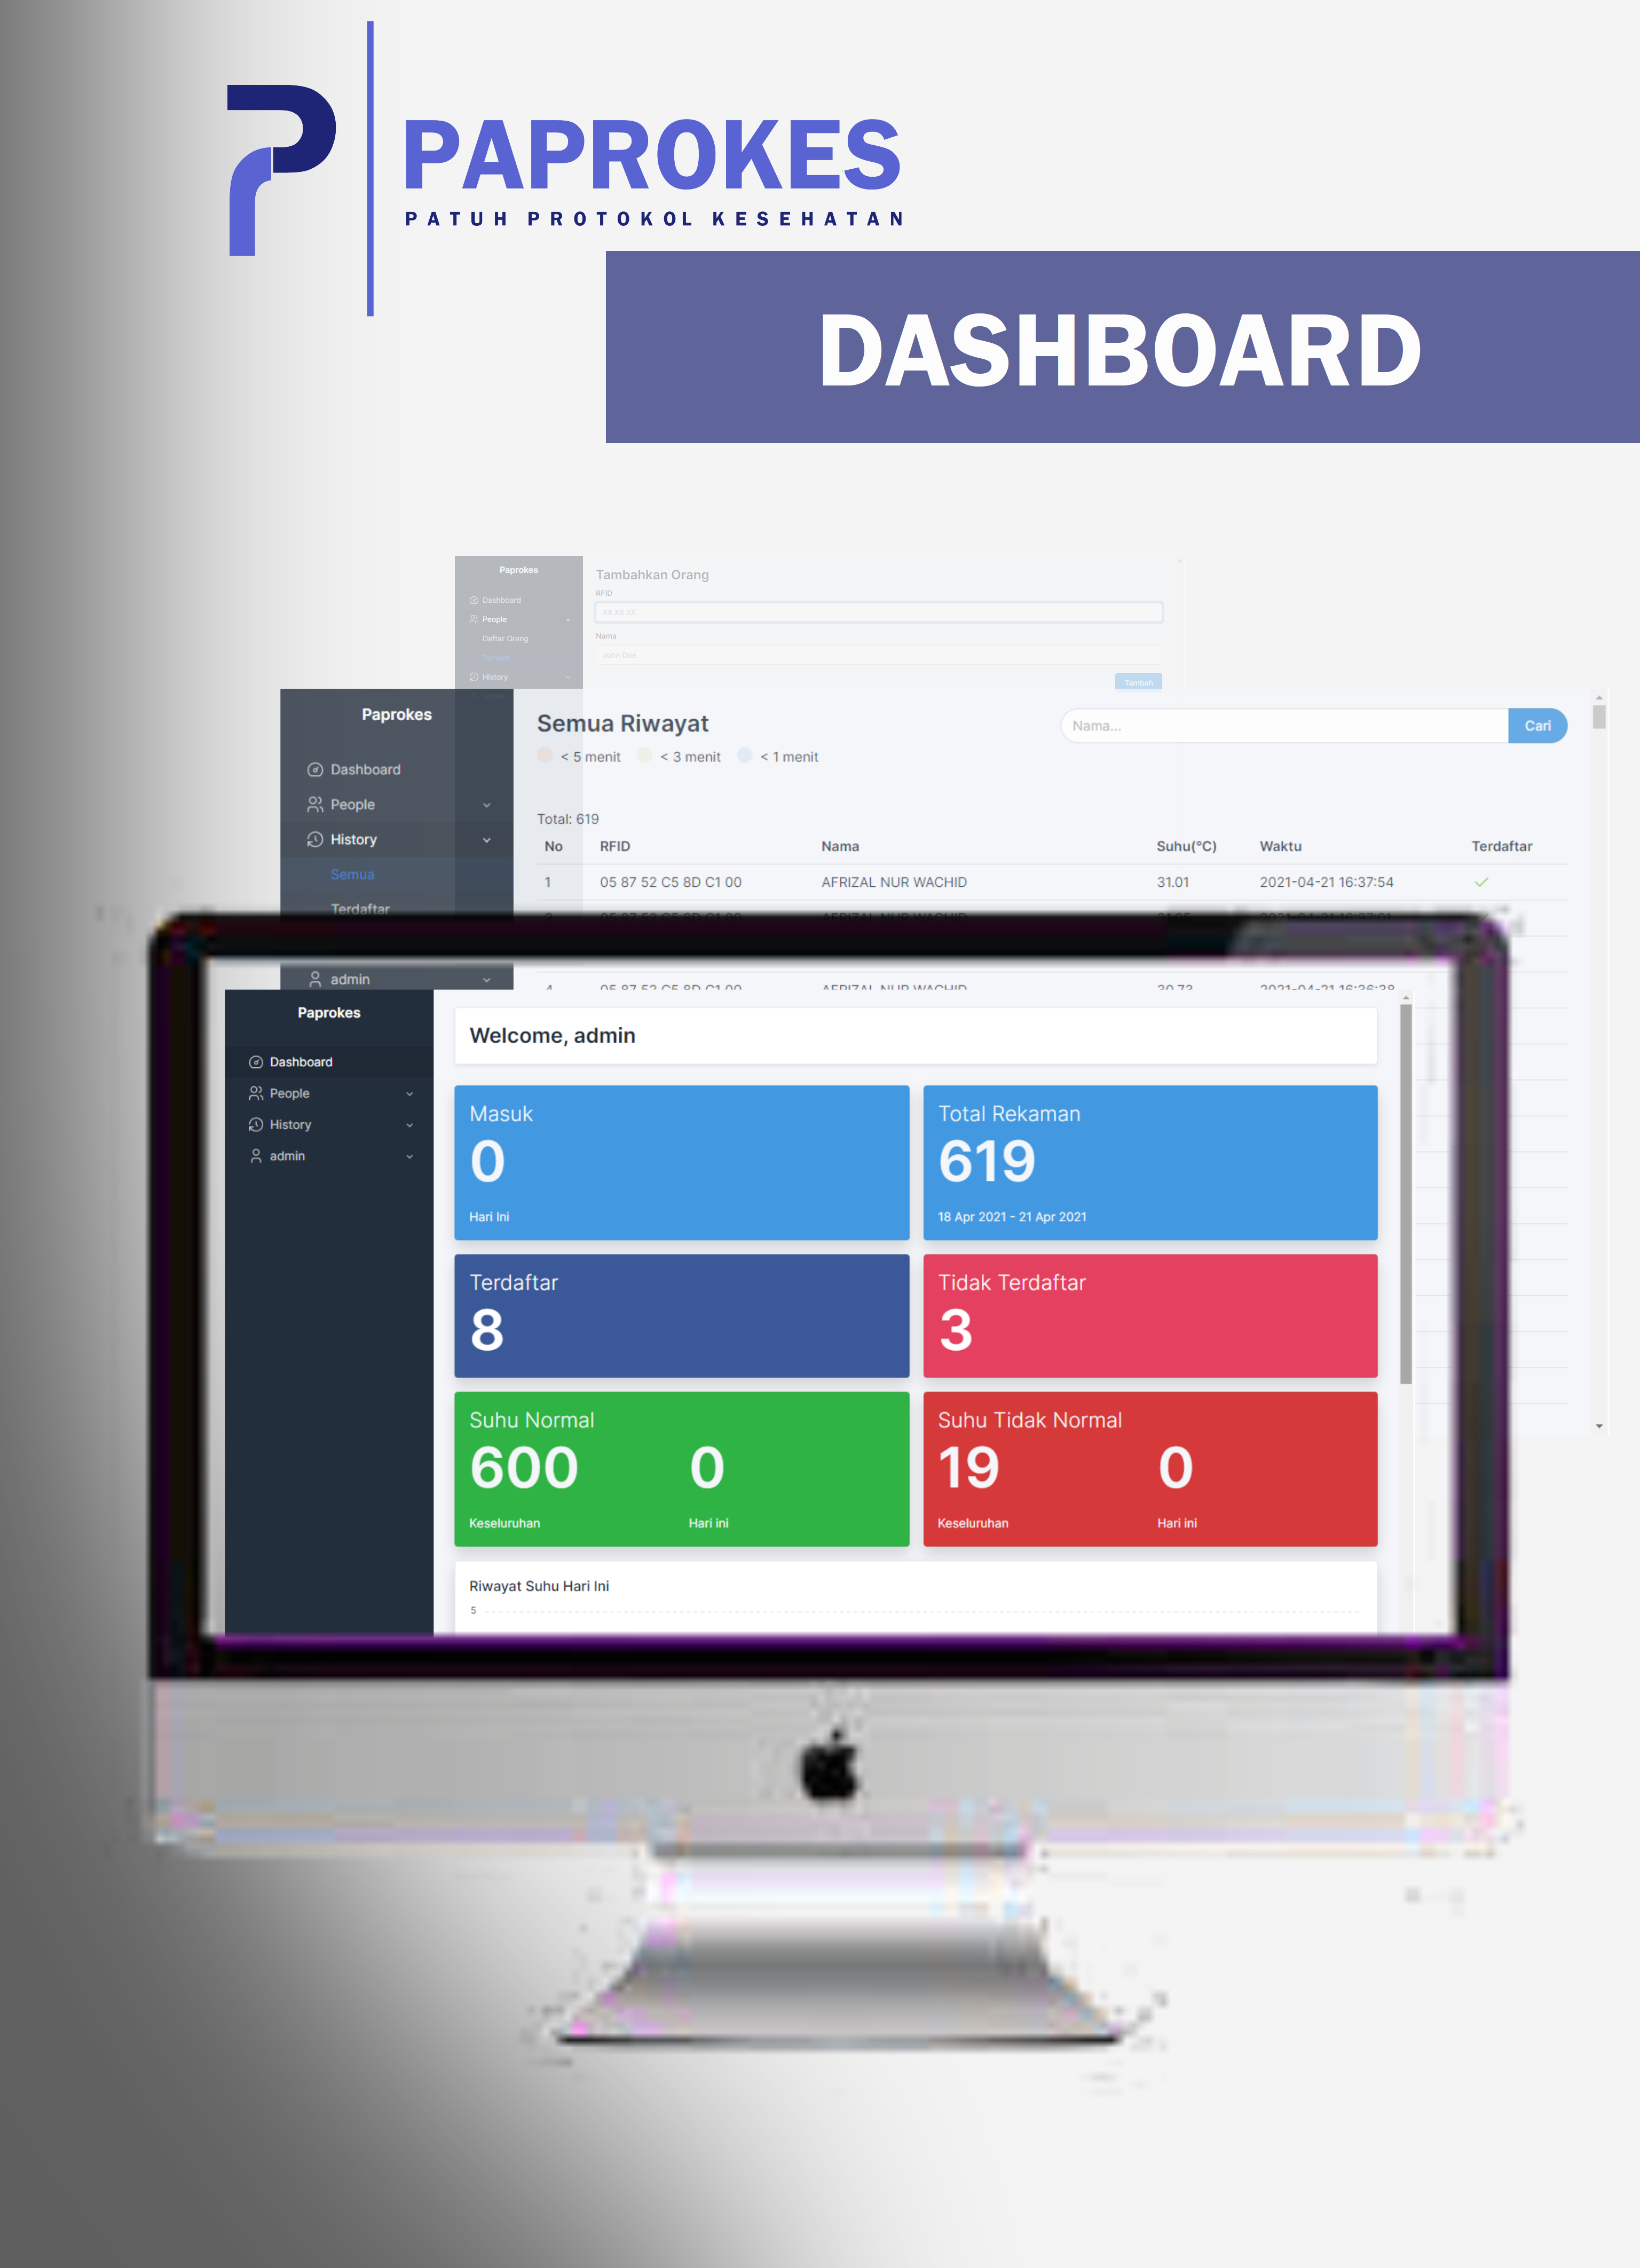 PAPROKES
PATUH PROTOKOL KESEHATAN
DASHBOARD
Paprokes
Dashboard
People
Daftar Orang
Tambah
History
Tambahkan Orang
RFID
XX XX XX
Nama
John Doe
Tambah
Paprokes
Dashboard
People
History
Semua
Terdaftar
admin
Semua Riwayat
Nama...
Cari
< 5 menit < 3 menit < 1 menit
Total: 619
No RFID Nama Suhu(°C) Waktu Terdaftar
1 05 87 52 C5 8D C1 00 AFRIZAL NUR WACHID 31.01 2021-04-21 16:37:54
4 05 87 52 C5 8D C1 00 AFRIZAL NUR WACHID 30.73 2021-04-21 16:36:38
Paprokes
Dashboard
People
History
admin
Welcome, admin
Masuk
0
Hari Ini
Total Rekaman
619
18 Apr 2021 - 21 Apr 2021
Terdaftar
8
Tidak Terdaftar
3
Suhu Normal
600 0
Keseluruhan Hari ini
Suhu Tidak Normal
19 0
Keseluruhan Hari ini
Riwayat Suhu Hari Ini
5